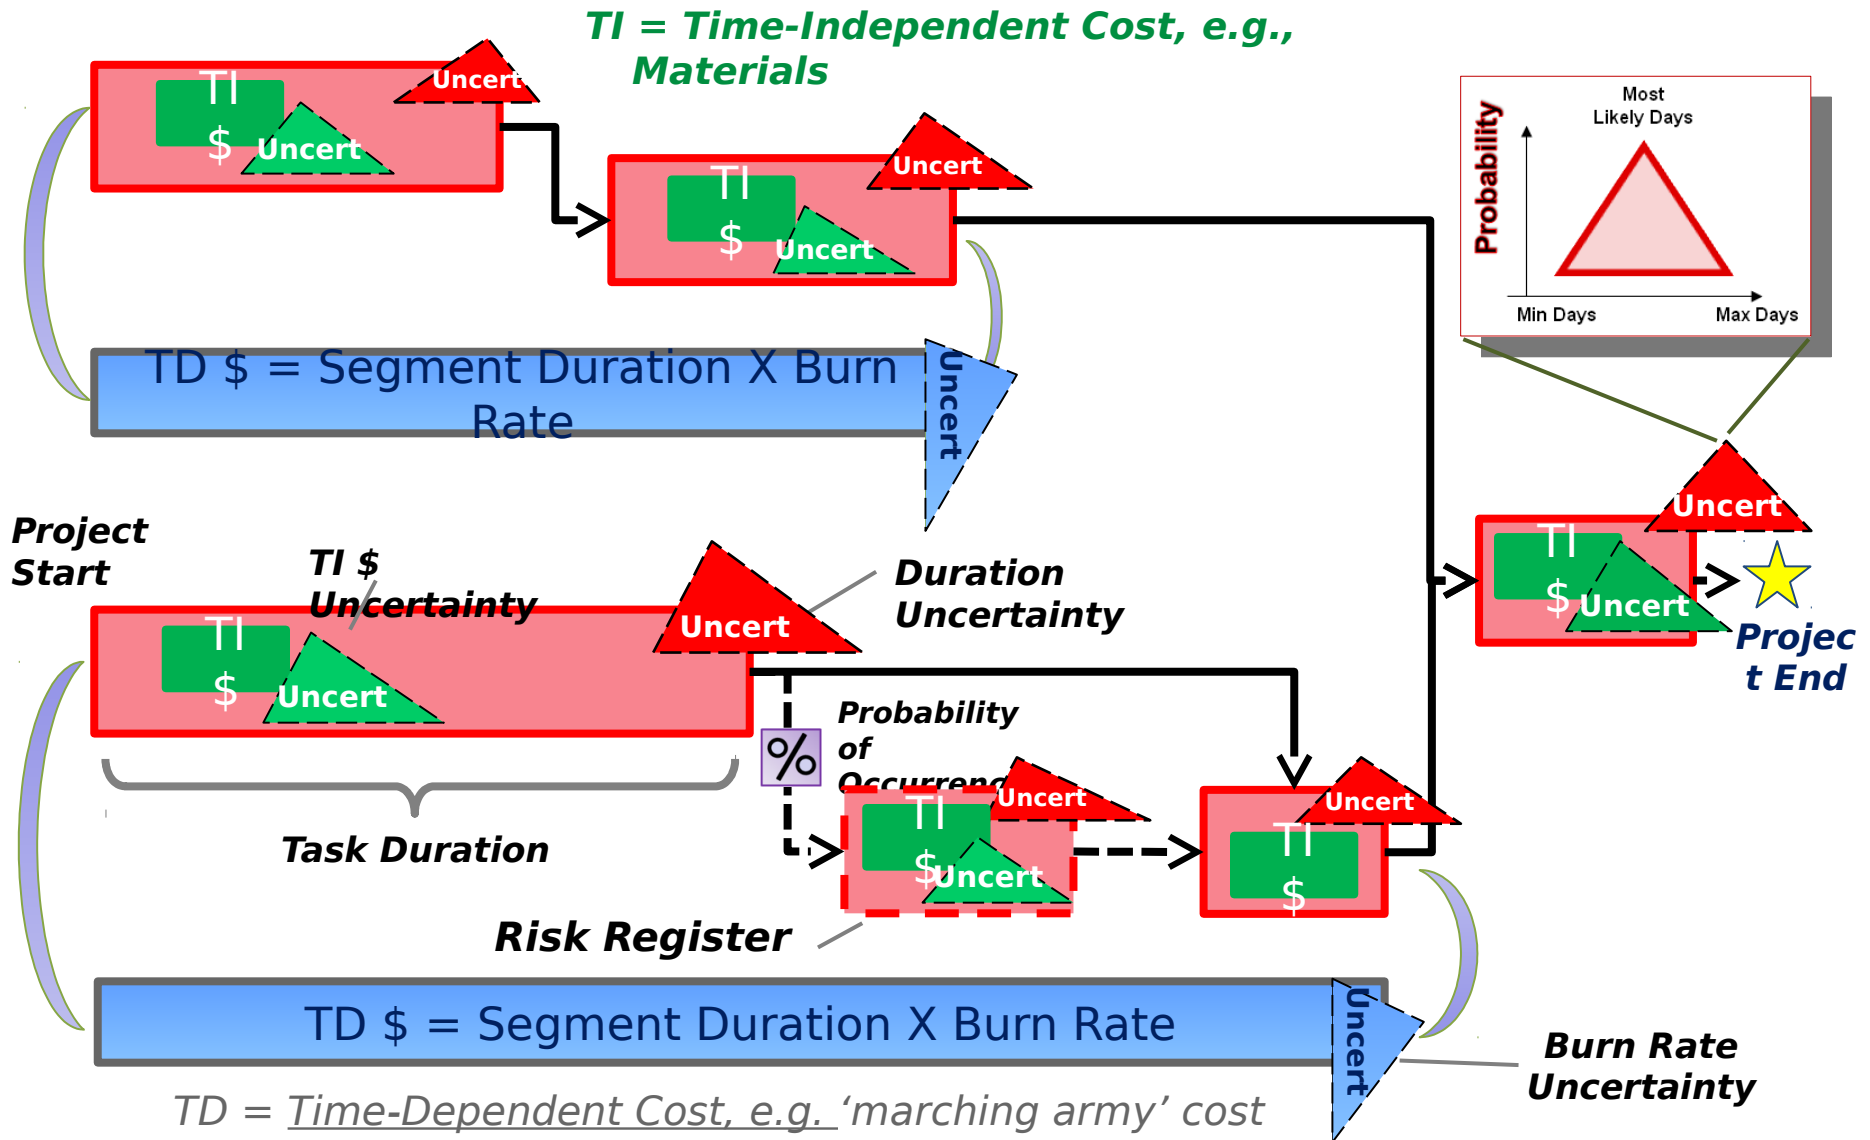 TI = Time-Independent Cost, e.g.,
Materials
TI
$
Uncert
Uncert
TI
$
Uncert
Uncert
Probability
Most
Likely Days
Min Days
Max Days
TD $ = Segment Duration X Burn
Rate
Uncert
Project
Start
TI $
Uncertainty
Duration
Uncertainty
TI
$
Uncert
Uncert
TI
$
Uncert
Uncert
Projec
t End
Task Duration
%
Probability
of
Occurrenc
TI
$
Uncert
Uncert
TI
$
Uncert
Risk Register
TD $ = Segment Duration X Burn Rate
Uncert
Burn Rate
Uncertainty
TD = Time-Dependent Cost, e.g. ‘marching army’ cost